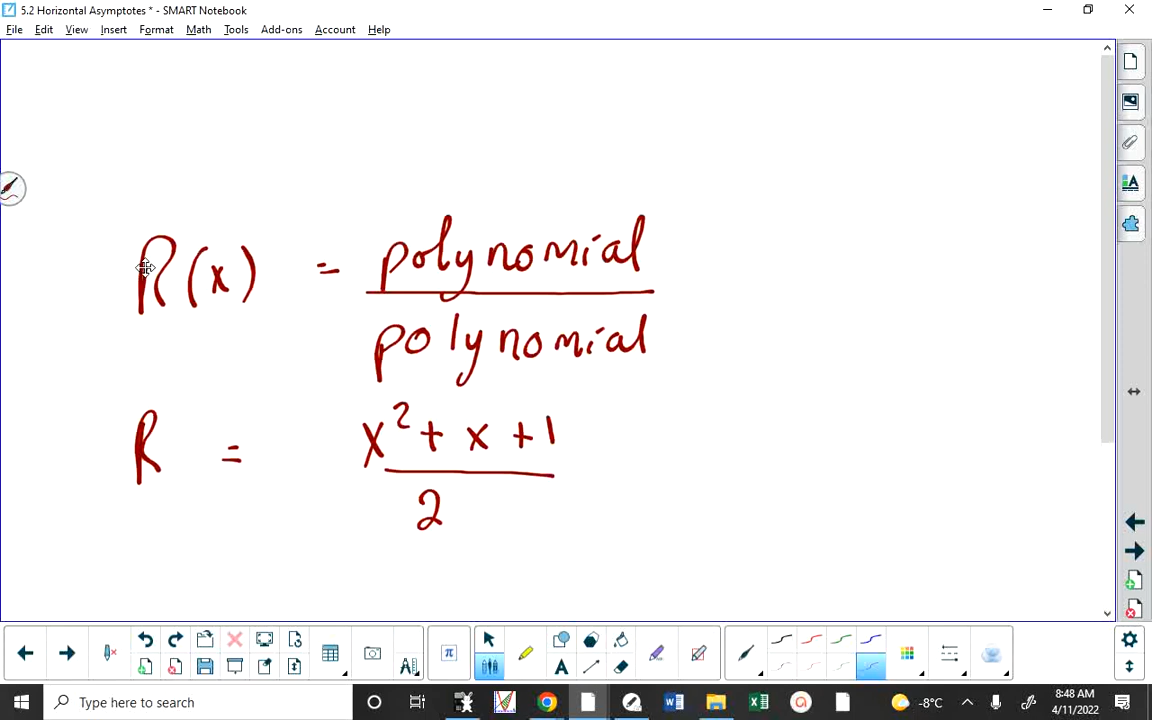 5.2 Horizontal Asymptotes * - SMART Notebook
File Edit View Insert Format Math Tools Add-ons Account Help
R(x) = polynomial
polynomial
R = x² + x + 1
2
π
A
Type here to search
-8°C
8:48 AM
4/11/2022